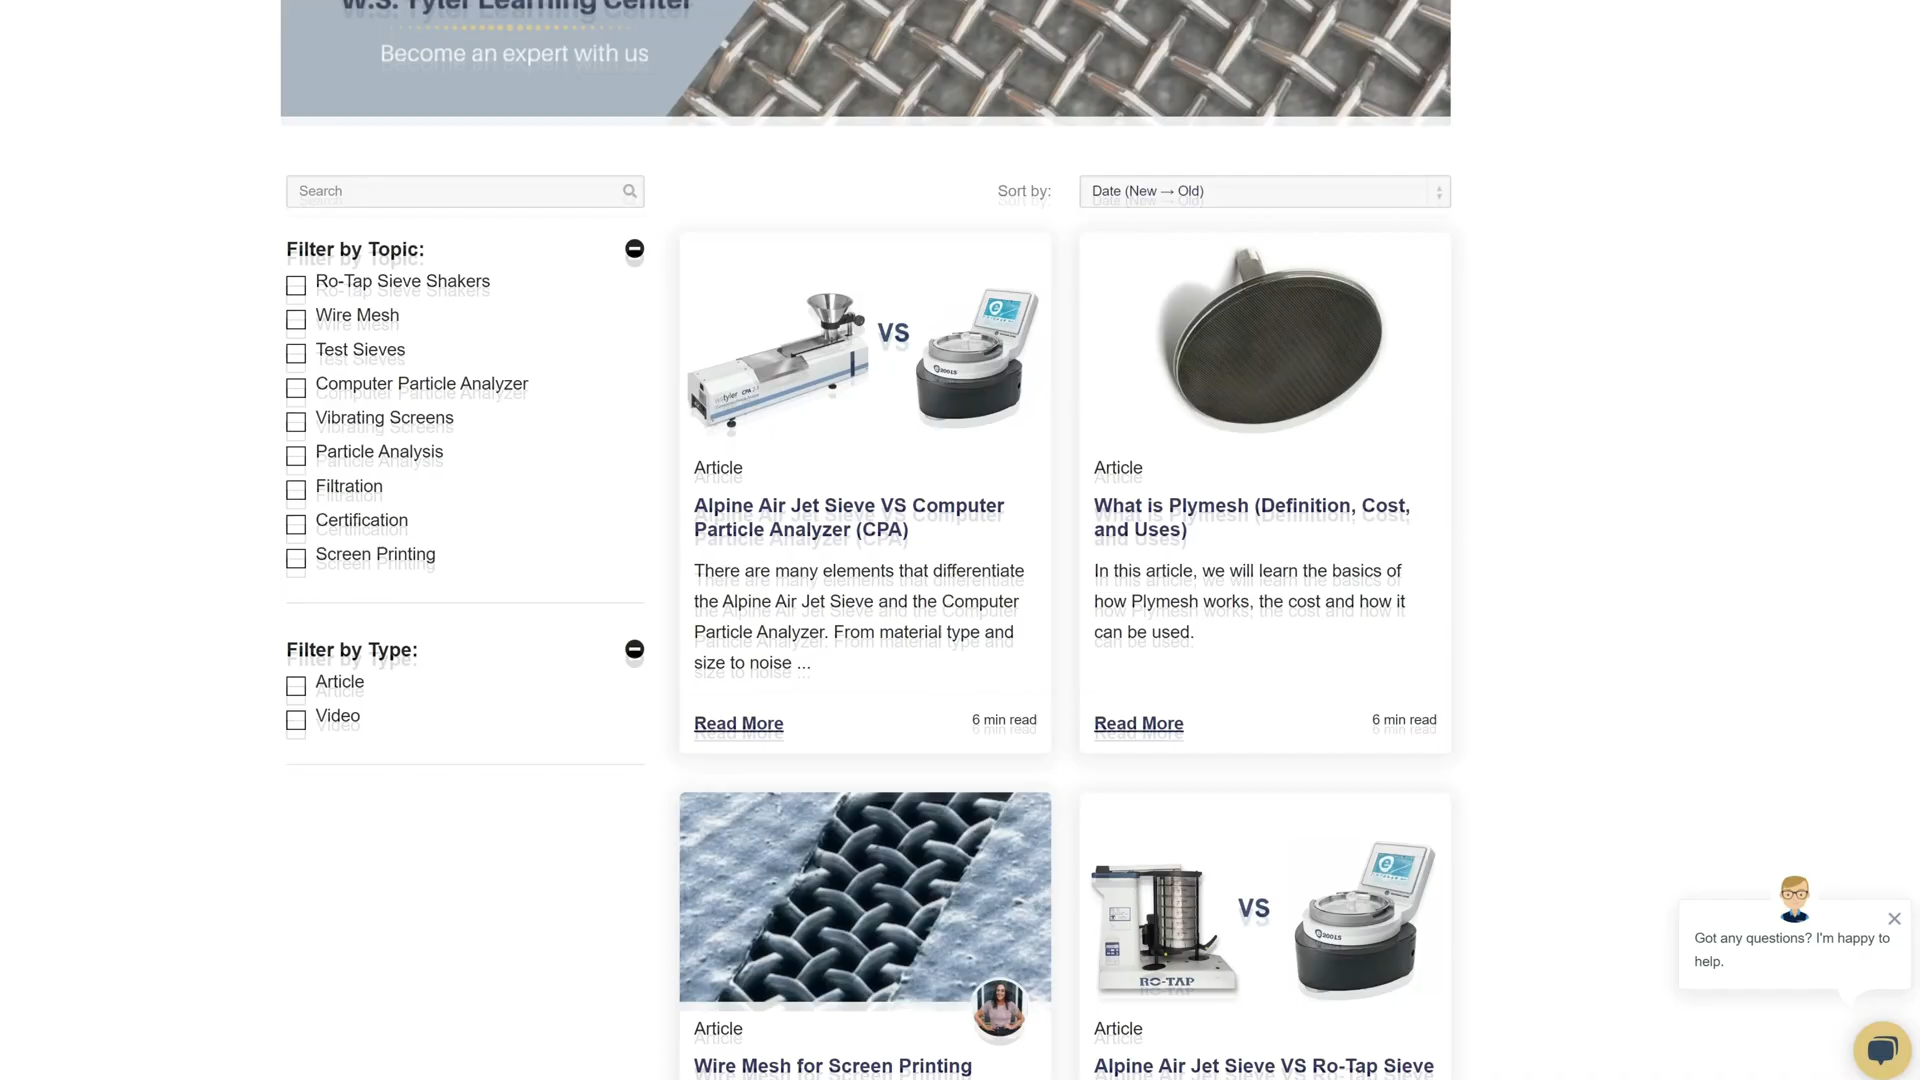 W.S. Tyler Learning Center
Become an expert with us
Search
Sort by:
Date (New → Old)
Filter by Topic:
Ro-Tap Sieve Shakers
Wire Mesh
Test Sieves
Computer Particle Analyzer
Vibrating Screens
Particle Analysis
Filtration
Certification
Screen Printing
Filter by Type:
Article
Video
VS
Article
Alpine Air Jet Sieve VS Computer
Particle Analyzer (CPA)
There are many elements that differentiate
the Alpine Air Jet Sieve and the Computer
Particle Analyzer. From material type and
size to noise ...
Read More
6 min read
Article
What is Plymesh (Definition, Cost,
and Uses)
In this article, we will learn the basics of
how Plymesh works, the cost and how it
can be used.
Read More
6 min read
Article
Wire Mesh for Screen Printing
VS
RO-TAP
Article
Alpine Air Jet Sieve VS Ro-Tap Sieve
Got any questions? I'm happy to
help.